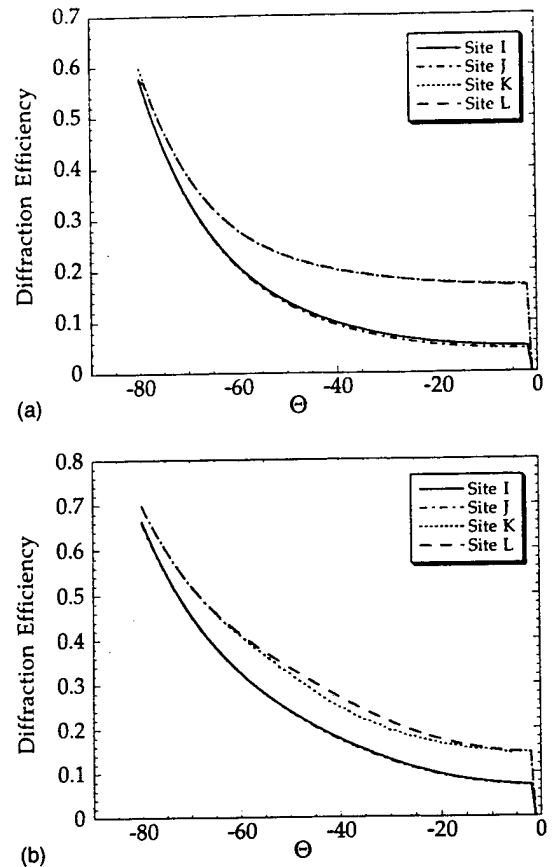 0.7
0.6
0.5
0.4
0.3
0.2
0.1
0
Diffraction Efficiency
Site I
Site J
Site K
Site L
-80
-60
-40
-20
0
Θ
(a)
0.8
0.7
0.6
0.5
0.4
0.3
0.2
0.1
0
Diffraction Efficiency
Site I
Site J
Site K
Site L
-80
-60
-40
-20
0
Θ
(b)